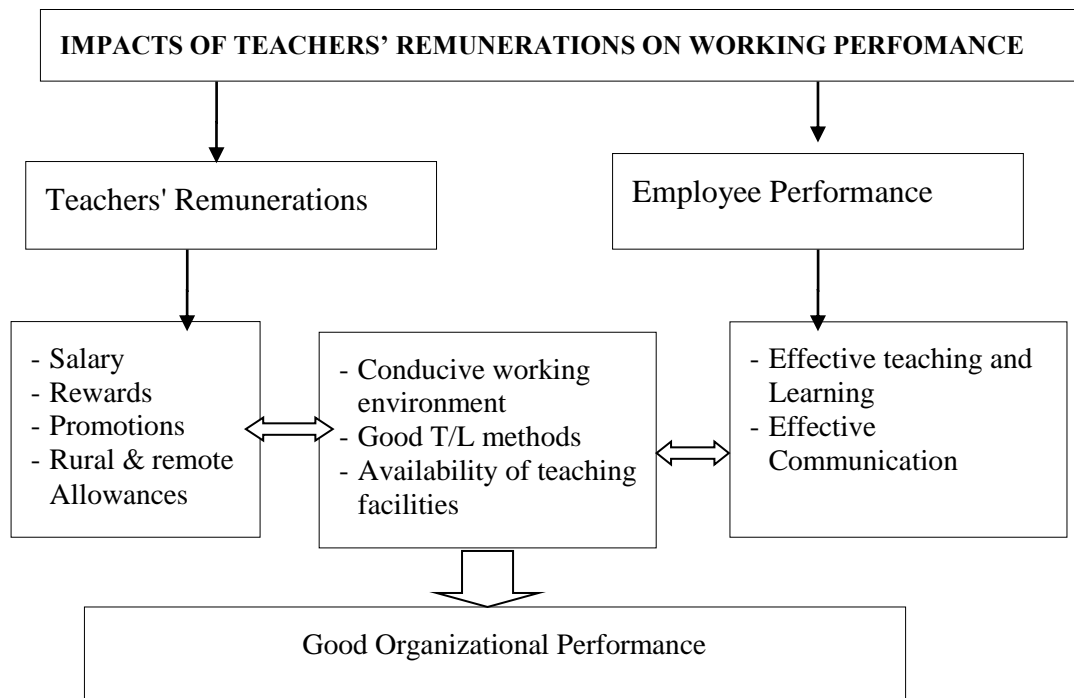 IMPACTS OF TEACHERS’ REMUNERATIONS ON WORKING PERFOMANCE
Teachers' Remunerations
Employee Performance
- Salary
- Rewards
- Promotions
- Rural & remote
Allowances
- Conducive working
environment
- Good T/L methods
- Availability of teaching
facilities
- Effective teaching and
Learning
- Effective
Communication
Good Organizational Performance